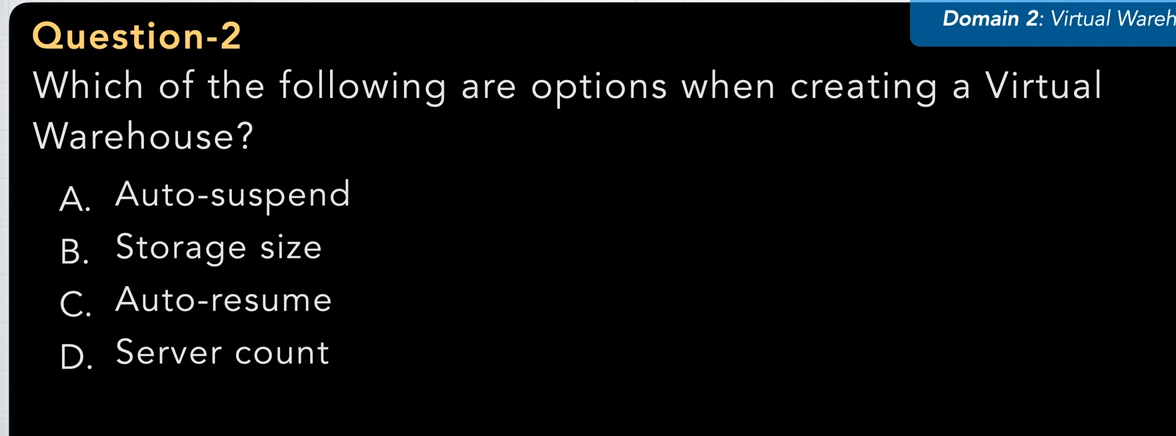 Domain 2: Virtual Wareh
Question-2
Which of the following are options when creating a Virtual
Warehouse?
A. Auto-suspend
B. Storage size
C. Auto-resume
D. Server count